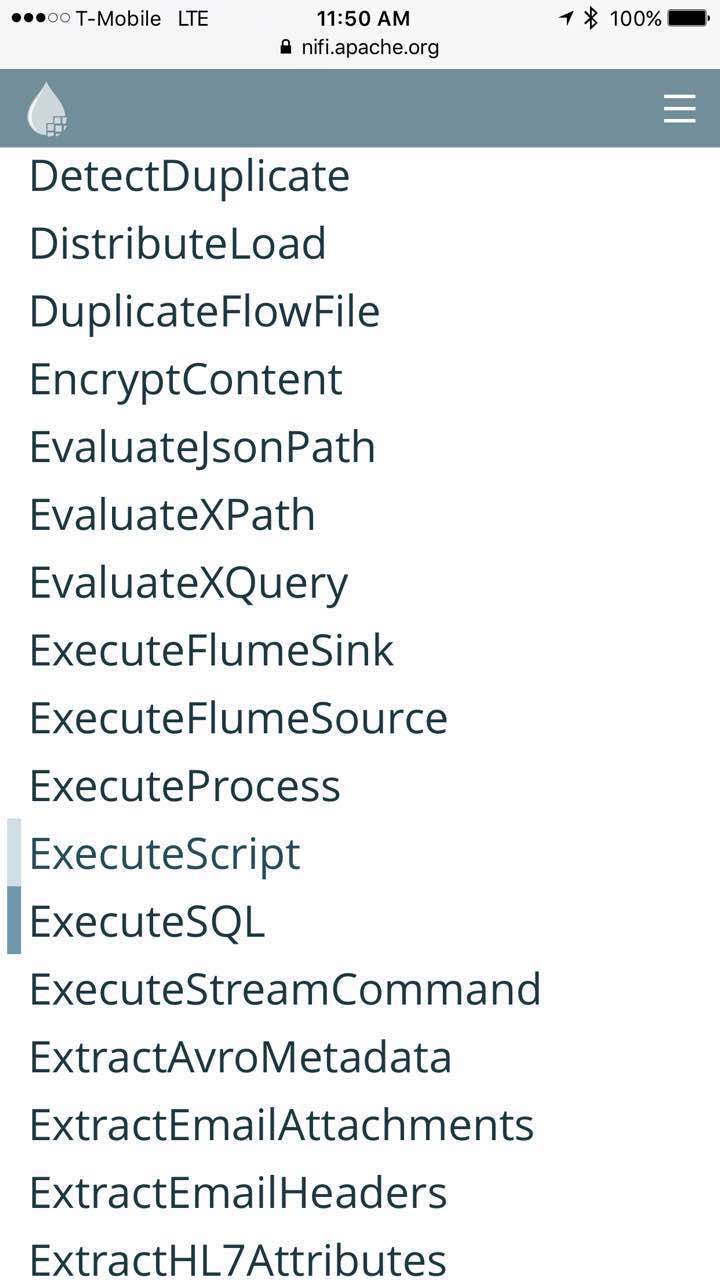 T-Mobile LTE 11:50 AM 100%
nifi.apache.org
DetectDuplicate
DistributeLoad
DuplicateFlowFile
EncryptContent
EvaluateJsonPath
EvaluateXPath
EvaluateXQuery
ExecuteFlumeSink
ExecuteFlumeSource
ExecuteProcess
ExecuteScript
ExecuteSQL
ExecuteStreamCommand
ExtractAvroMetadata
ExtractEmailAttachments
ExtractEmailHeaders
ExtractHL7Attributes